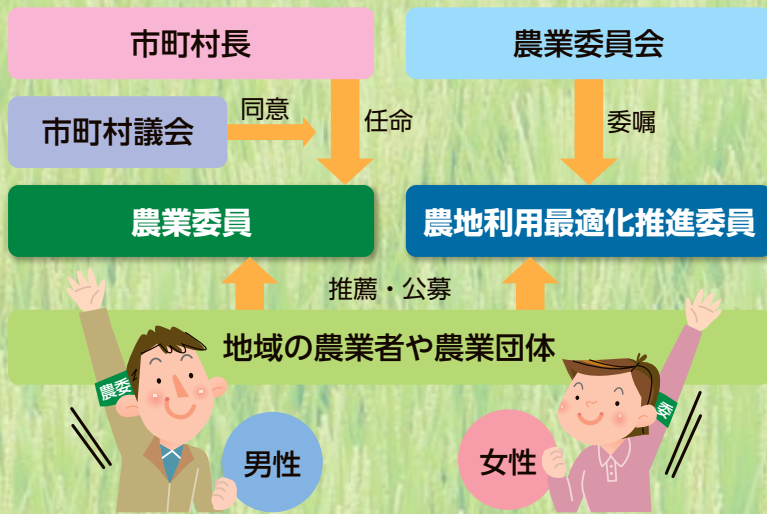 市町村長
農業委員会
市町村議会
同意
任命
委嘱
農業委員
農地利用最適化推進委員
推薦・公募
地域の農業者や農業団体
農委
委
男性
女性